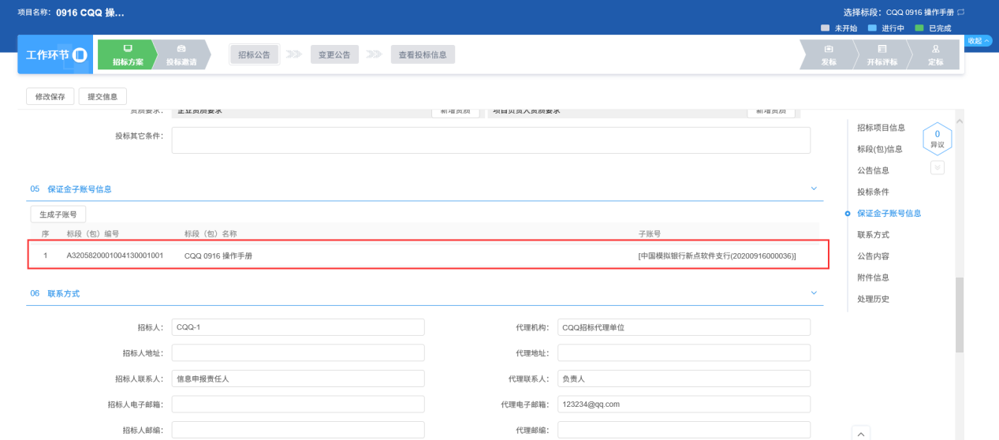 项目名称： 0916 CQQ 操... 选择标段：CQQ 0916 操作手册
未开始 进行中 已完成
收起
工作环节 招标方案 投标邀请 招标公告 变更公告 查看投标信息 发标 开标评标 定标
修改保存 提交信息
资质要求： 企业资质要求 新增资质 项目负责人资质要求 新增资质
投标其它条件：
05 保证金子账号信息
生成子账号
序 标段（包）编号 标段（包）名称 子账号
1 A3205820001004130001001 CQQ 0916 操作手册 [中国模拟银行新点软件支行(20200916000036)]
06 联系方式
招标人： CQQ-1 代理机构： CQQ招标代理单位
招标人地址： 代理地址：
招标人联系人： 信息申报责任人 代理联系人： 负责人
招标人电子邮箱： 代理电子邮箱： 123234@qq.com
招标人邮编： 代理邮编：
招标项目信息
标段(包)信息
公告信息
投标条件
保证金子账号信息
联系方式
公告内容
附件信息
处理历史
0
异议